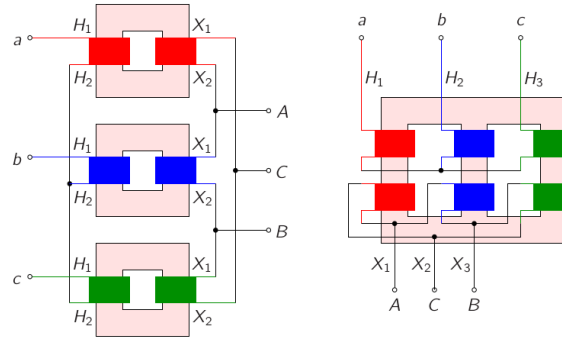 H₁ X₁
a
H₂ X₂
A
H₁ X₁
b
C
H₂ X₂
B
H₁ X₁
c
H₂ X₂
a b c
H₁ H₂ H₃
X₁ X₂ X₃
A C B